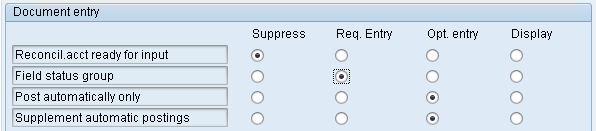 Document entry
Suppress Req. Entry Opt. entry Display
Reconcil.acct ready for input
Field status group
Post automatically only
Supplement automatic postings